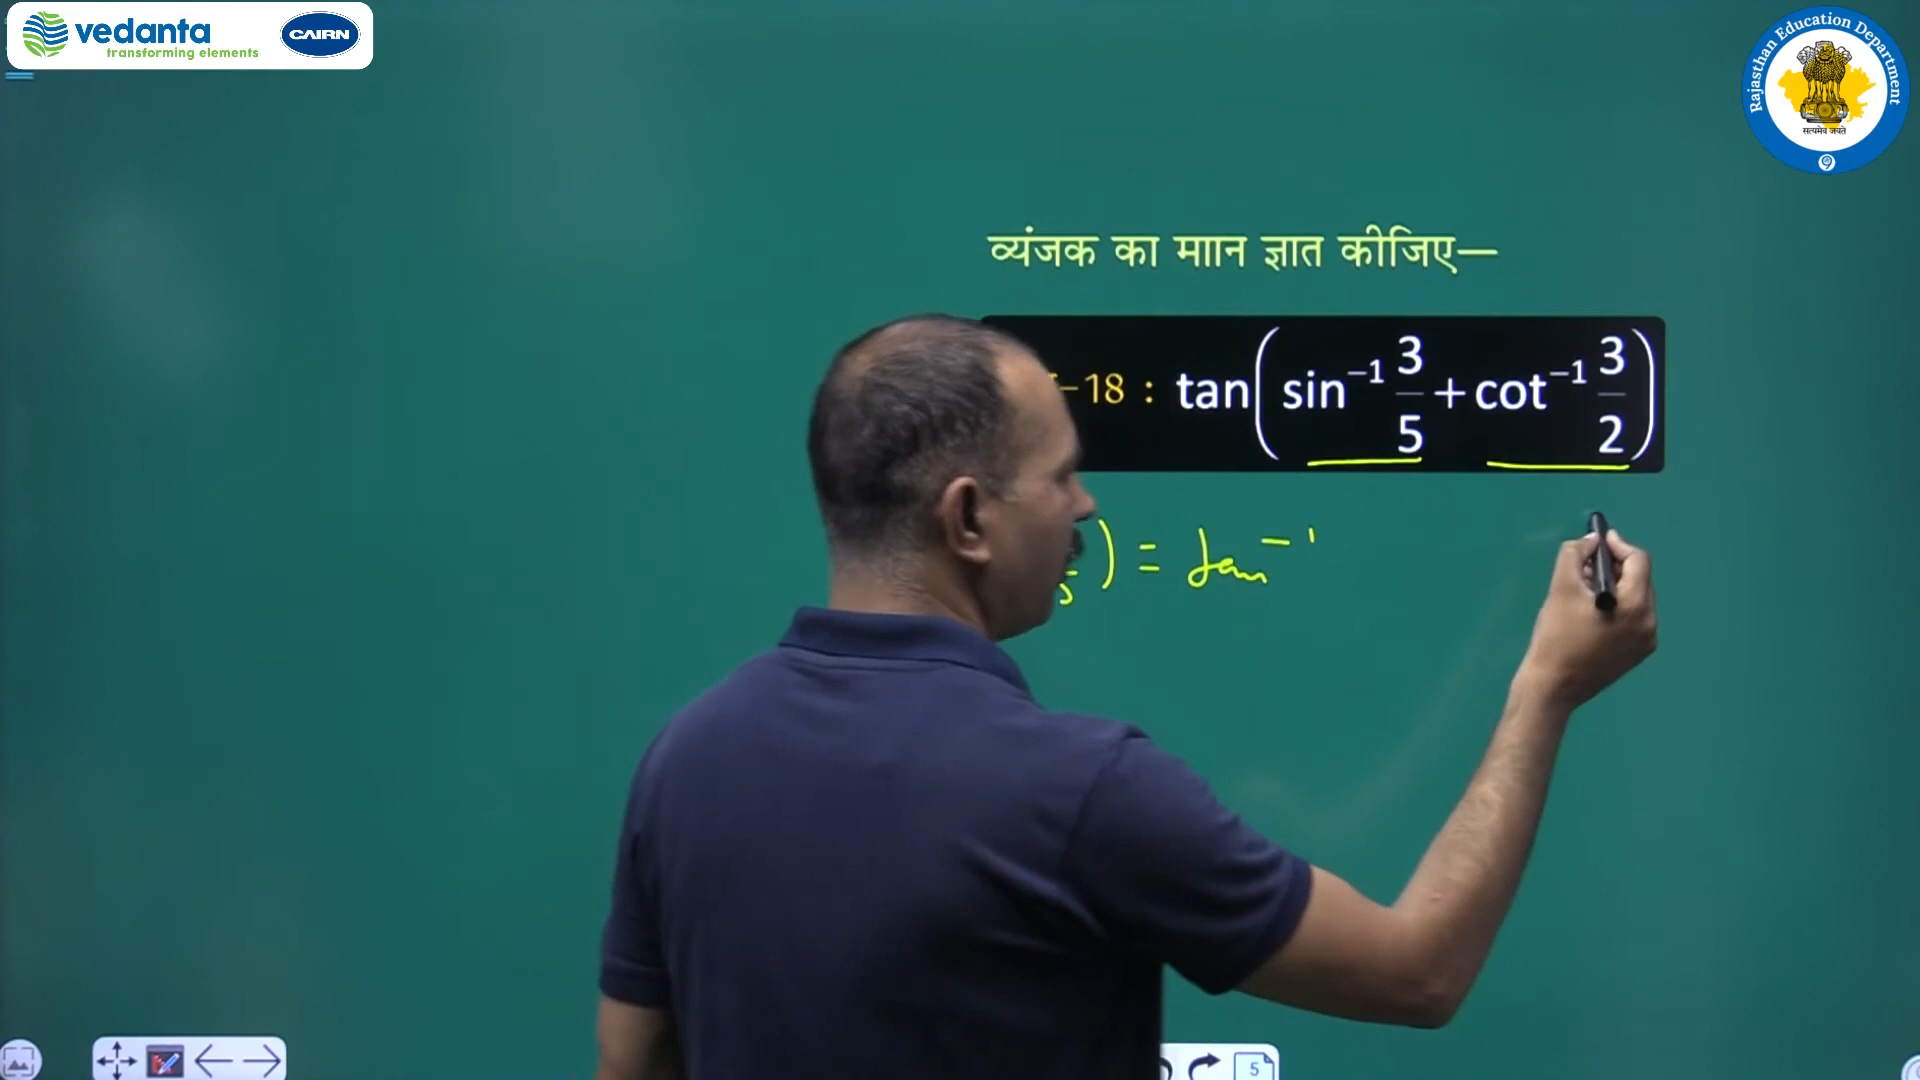 vedanta
transforming elements
CAIRN
Rajasthan Education Department
सत्यमेव जयते
व्यंजक का माान ज्ञात कीजिए—
-18 : tan(sin⁻¹ 3/5 + cot⁻¹ 3/2)
5 ) = tan⁻¹
5